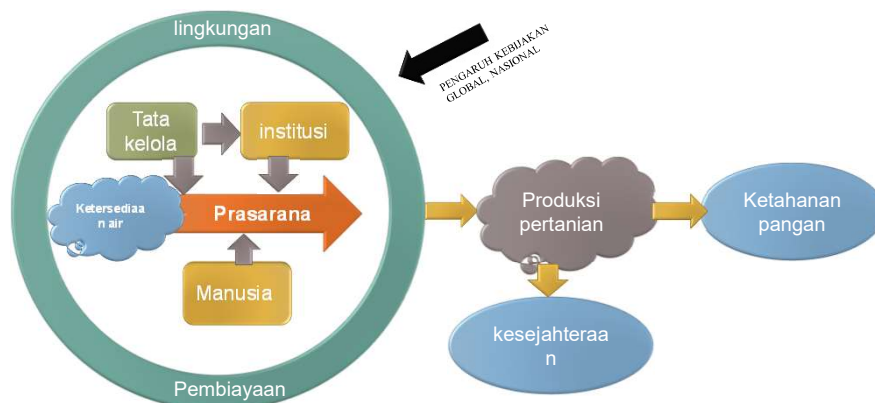 lingkungan
PENGARUH KEBIJAKAN
GLOBAL, NASIONAL
Tata
kelola
institusi
Ketersediaa
n air
Prasarana
Manusia
Pembiayaan
Produksi
pertanian
Ketahanan
pangan
kesejahteraa
n